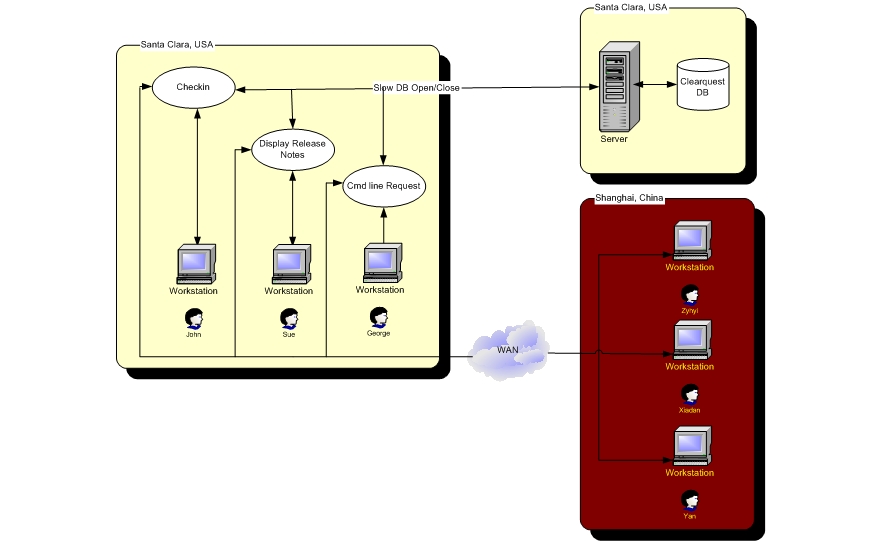 Santa Clara, USA
Santa Clara, USA
Checkin
Slow DB Open/Close
Clearquest
DB
Server
Display Release
Notes
Cmd line Request
Shanghai, China
Workstation
Workstation
Workstation
John
Sue
George
WAN
Workstation
Zyhyi
Workstation
Xiadan
Workstation
Yan